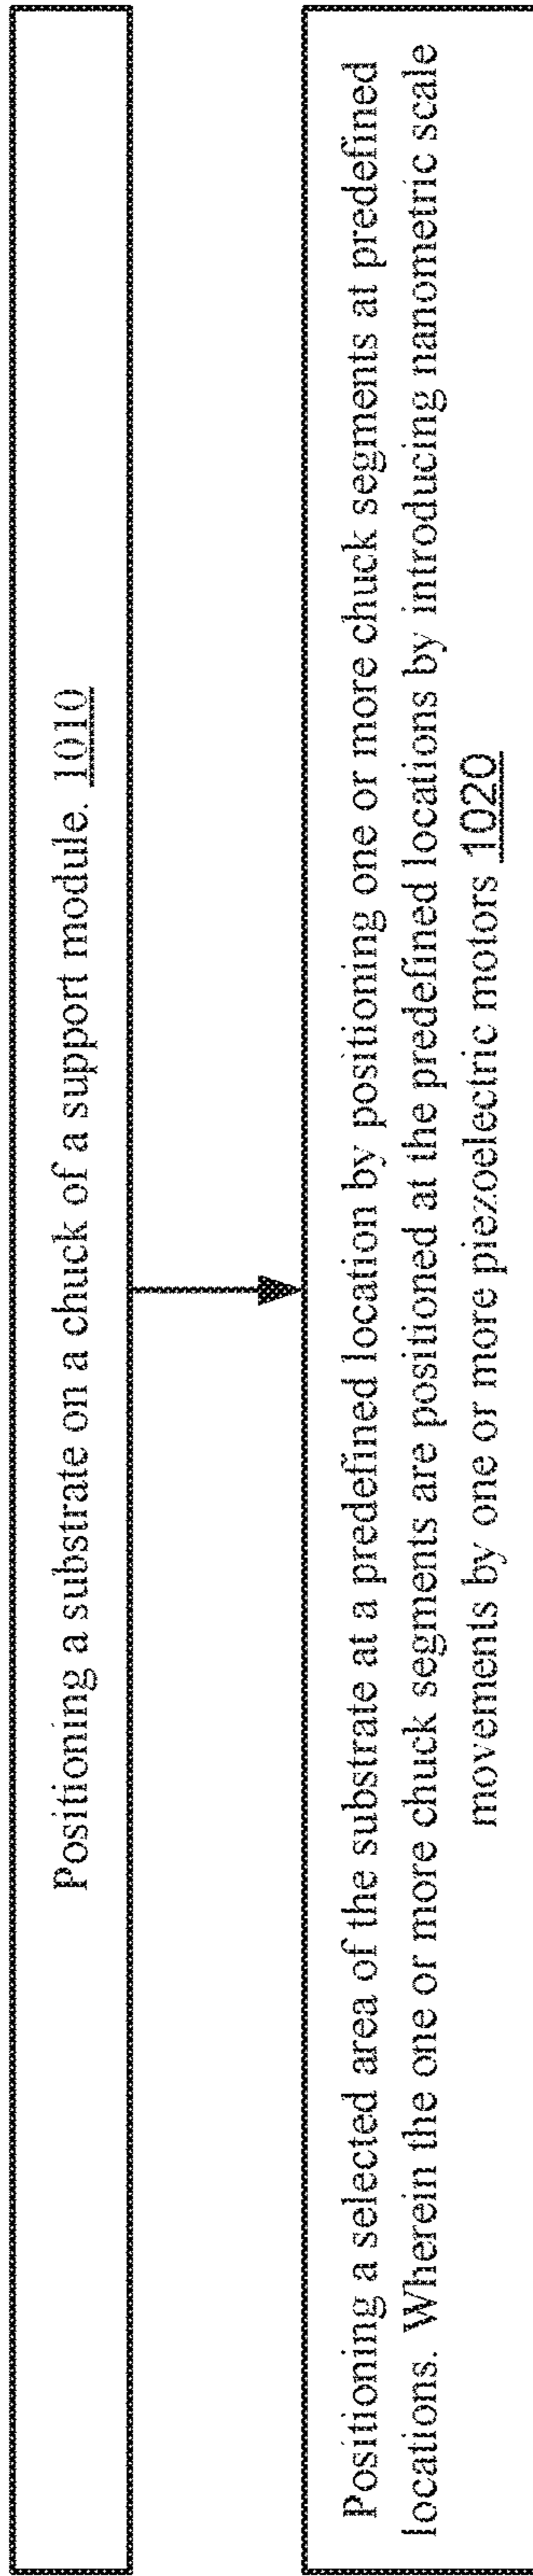 Positioning a substrate on a chuck of a support module. 1010
Positioning a selected area of the substrate at a predefined location by positioning one or more chuck segments at predefined
locations. Wherein the one or more chuck segments are positioned at the predefined locations by introducing nanometric scale
movements by one or more piezoelectric motors 1020